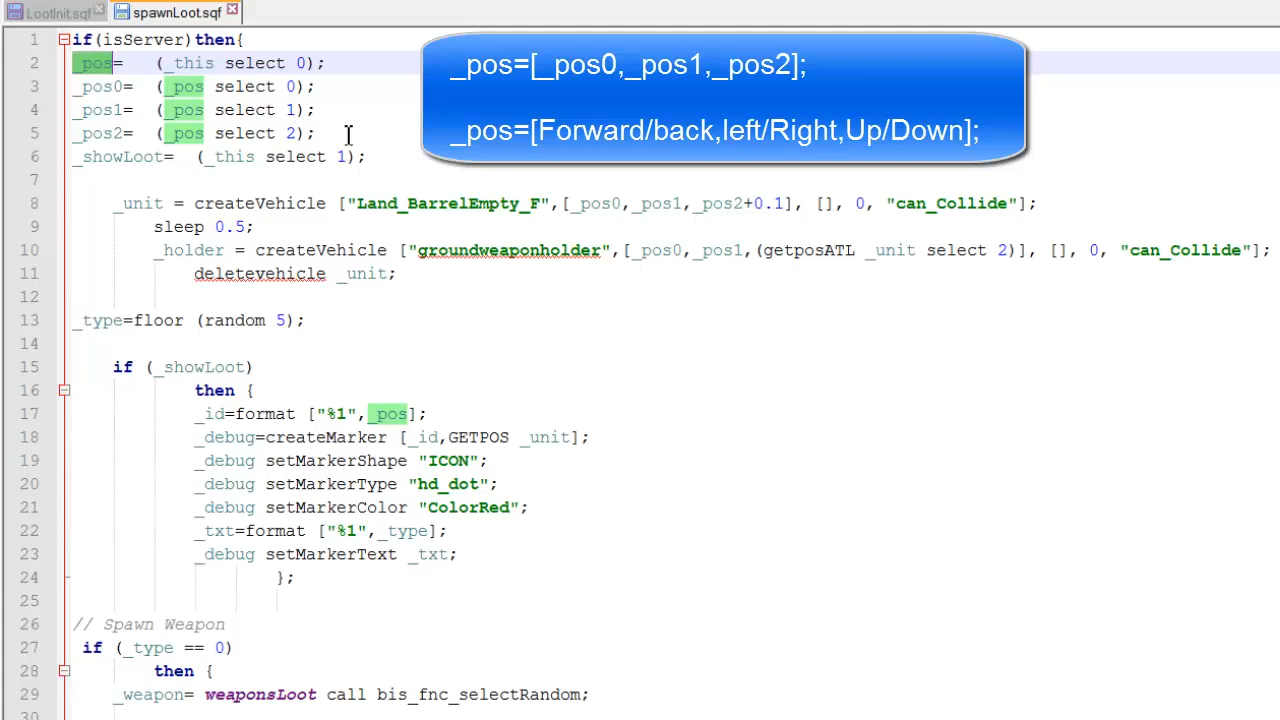 LootInit.sqf spawnLoot.sqf
1 if(isServer)then{
2 _pos= (_this select 0);
3 _pos0= (_pos select 0);
4 _pos1= (_pos select 1);
5 _pos2= (_pos select 2);
6 _showLoot= (_this select 1);
_pos=[_pos0,_pos1,_pos2];
_pos=[Forward/back,left/Right,Up/Down];
7
8 _unit = createVehicle ["Land_BarrelEmpty_F",[_pos0,_pos1,_pos2+0.1], [], 0, "can_Collide"];
9 sleep 0.5;
10 _holder = createVehicle ["groundweaponholder",[_pos0,_pos1,(getposATL _unit select 2)], [], 0, "can_Collide"];
11 deletevehicle _unit;
12
13 _type=floor (random 5);
14
15 if (_showLoot)
16 then {
17 _id=format ["%1",_pos];
18 _debug=createMarker [_id,GETPOS _unit];
19 _debug setMarkerShape "ICON";
20 _debug setMarkerType "hd_dot";
21 _debug setMarkerColor "ColorRed";
22 _txt=format ["%1",_type];
23 _debug setMarkerText _txt;
24 };
25
26 // Spawn Weapon
27 if (_type == 0)
28 then {
29 _weapon= weaponsLoot call bis_fnc_selectRandom;
30